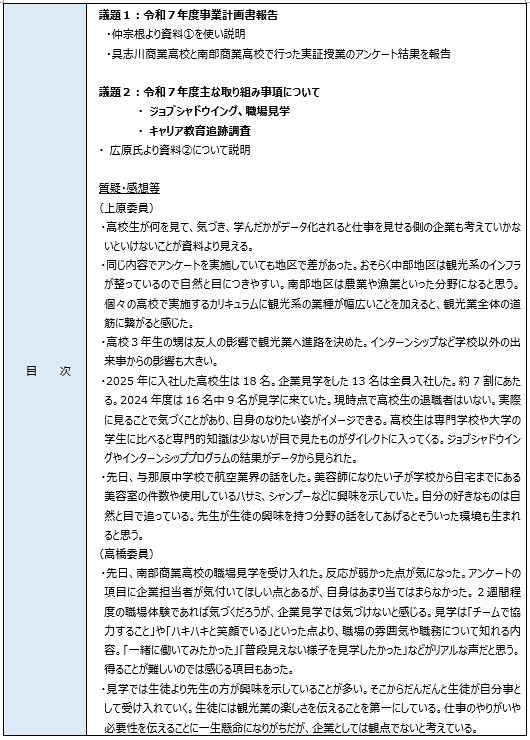 目　次
議題１：令和７年度事業計画書報告
・仲宗根より資料①を使い説明
・具志川商業高校と南部商業高校で行った実証授業のアンケート結果を報告
議題２：令和７年度主な取り組み事項について
・ ジョブシャドウイング、職場見学
・ キャリア教育追跡調査
・ 広原氏より資料②について説明
質疑・感想等
（上原委員）
・高校生が何を見て、気づき、学んだかがデータ化されると仕事を見せる側の企業も考えていかな
いといけないことが資料より見える。
・同じ内容でアンケートを実施していても地区で差があった。おそらく中部地区は観光系のインフラ
が整っているので自然と目につきやすい。南部地区は農業や漁業といった分野になると思う。
個々の高校で実施するカリキュラムに観光系の業種が幅広いことを加えると、観光業全体の道
筋に繋がると感じた。
・高校３年生の甥は友人の影響で観光業へ進路を決めた。インターンシップなど学校以外の出
来事からの影響も大きい。
・2025 年に入社した高校生は 18 名。企業見学をした 13 名は全員入社した。約７割にあた
る。2024 年度は 16 名中 9 名が見学に来ていた。現時点で高校生の退職者はいない。実際
に見ることで気づくことがあり、自身のなりたい姿がイメージできる。高校生は専門学校や大学の
学生に比べると専門的知識は少ないが目で見たものがダイレクトに入ってくる。ジョブシャドウイン
グやインターンシッププログラムの結果がデータから見られた。
・先日、与那原中学校で航空業界の話をした。美容師になりたい子が学校から自宅までにある
美容室の件数や使用しているハサミ、シャンプーなどに興味を示していた。自分の好きなものは自
然と目で追っている。先生が生徒の興味を持つ分野の話をしてあげるとそういった環境も生まれ
ると思う。
（高橋委員）
・先日、南部商業高校の職場見学を受け入れた。反応が弱かった点が気になった。アンケートの
項目に企業担当者が気付いてほしい点とあるが、自身はあまり当てはまらなかった。２週間程
度の職場体験であれば気づくだろうが、企業見学では気づけないと感じる。見学は「チームで協
力すること」や「ハキハキと笑顔でいる」といった点より、職場の雰囲気や職務について知れる内
容。「一緒に働いてみたかった」「普段見えない様子を見学したかった」などがリアルな声だと思う。
得ることが難しいのでは感じる項目もあった。
・見学では生徒より先生の方が興味を示していることが多い。そこからだんだんと生徒が自分事と
して受け入れていく。生徒には観光業の楽しさを伝えることを第一にしている。仕事のやりがいや
必要性を伝えることに一生懸命になりがちだが、企業としては観点でないと考えている。